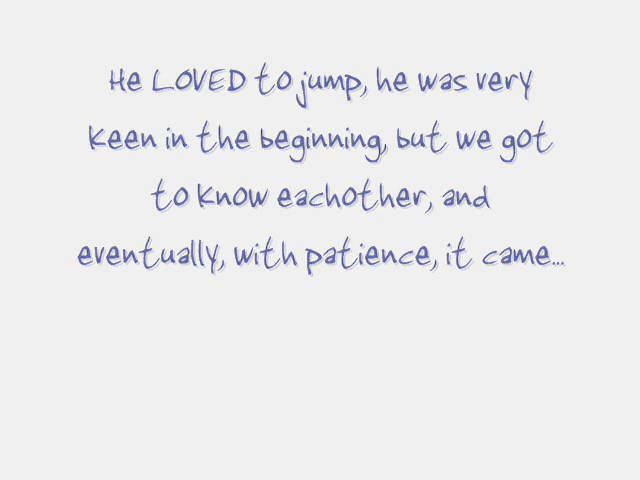 He LOVED to jump, he was very
keen in the beginning, but we got
to know eachother, and
eventually, with patience, it came...